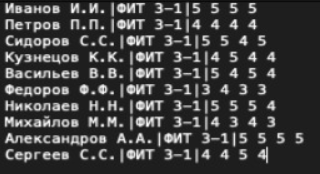 Иванов И.И.|ФИТ 3-1|5 5 5 5
Петров П.П.|ФИТ 3-1|4 4 4 4
Сидоров С.С.|ФИТ 3-1|5 5 4 5
Кузнецов К.К.|ФИТ 3-1|4 5 4 4
Васильев В.В.|ФИТ 3-1|5 4 5 4
Федоров Ф.Ф.|ФИТ 3-1|3 4 3 3
Николаев Н.Н.|ФИТ 3-1|5 5 5 4
Михайлов М.М.|ФИТ 3-1|4 3 4 3
Александров А.А.|ФИТ 3-1|5 5 5 5
Сергеев С.С.|ФИТ 3-1|4 4 5 4